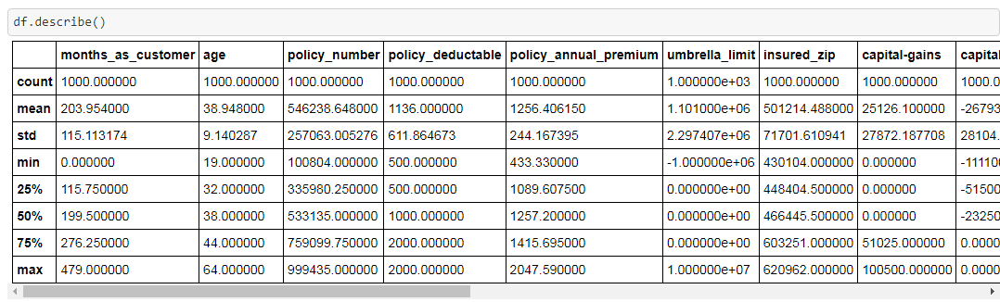 df.describe()
months_as_customer age policy_number policy_deductable policy_annual_premium umbrella_limit insured_zip capital-gains capital
count 1000.000000 1000.000000 1000.000000 1000.000000 1000.000000 1.000000e+03 1000.000000 1000.000000 1000.0
mean 203.954000 38.948000 546238.648000 1136.000000 1256.406150 1.101000e+06 501214.488000 25126.100000 -26793
std 115.113174 9.140287 257063.005276 611.864673 244.167395 2.297407e+06 71701.610941 27872.187708 28104.
min 0.000000 19.000000 100804.000000 500.000000 433.330000 -1.000000e+06 430104.000000 0.000000 -111100
25% 115.750000 32.000000 335980.250000 500.000000 1089.607500 0.000000e+00 448404.500000 0.000000 -51500
50% 199.500000 38.000000 533135.000000 1000.000000 1257.200000 0.000000e+00 466445.500000 0.000000 -23250
75% 276.250000 44.000000 759099.750000 2000.000000 1415.695000 0.000000e+00 603251.000000 51025.000000 0.0000
max 479.000000 64.000000 999435.000000 2000.000000 2047.590000 1.000000e+07 620962.000000 100500.000000 0.0000